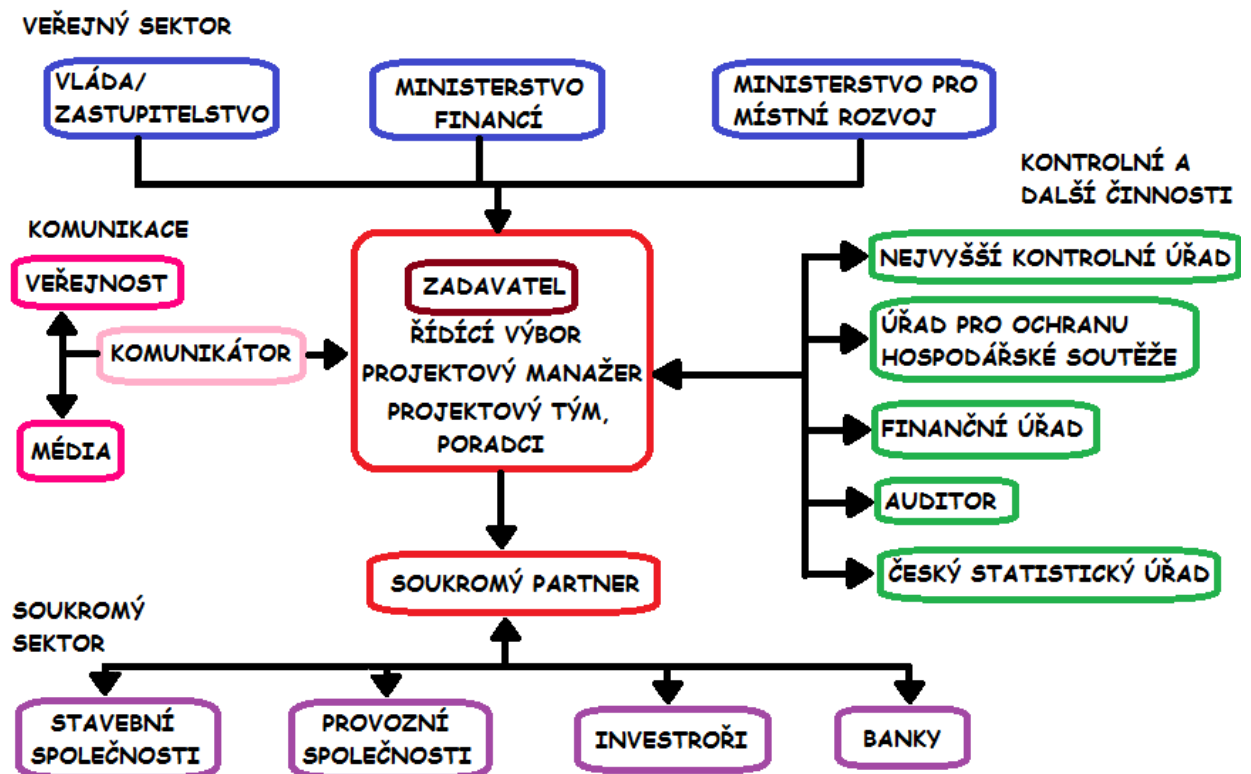 VEŘEJNÝ SEKTOR
VLÁDA/
ZASTUPITELSTVO
MINISTERSTVO
FINANCÍ
MINISTERSTVO PRO
MÍSTNÍ ROZVOJ
KONTROLNÍ A
DALŠÍ ČINNOSTI
KOMUNIKACE
VEŘEJNOST
KOMUNIKÁTOR
MÉDIA
ZADAVATEL
ŘÍDÍCÍ VÝBOR
PROJEKTOVÝ MANAŽER
PROJEKTOVÝ TÝM,
PORADCI
NEJVYŠŠÍ KONTROLNÍ ÚŘAD
ÚŘAD PRO OCHRANU
HOSPODÁŘSKÉ SOUTĚŽE
FINANČNÍ ÚŘAD
AUDITOR
ČESKÝ STATISTICKÝ ÚŘAD
SOUKROMÝ PARTNER
SOUKROMÝ
SEKTOR
STAVEBNÍ
SPOLEČNOSTI
PROVOZNÍ
SPOLEČNOSTI
INVESTROŘI
BANKY